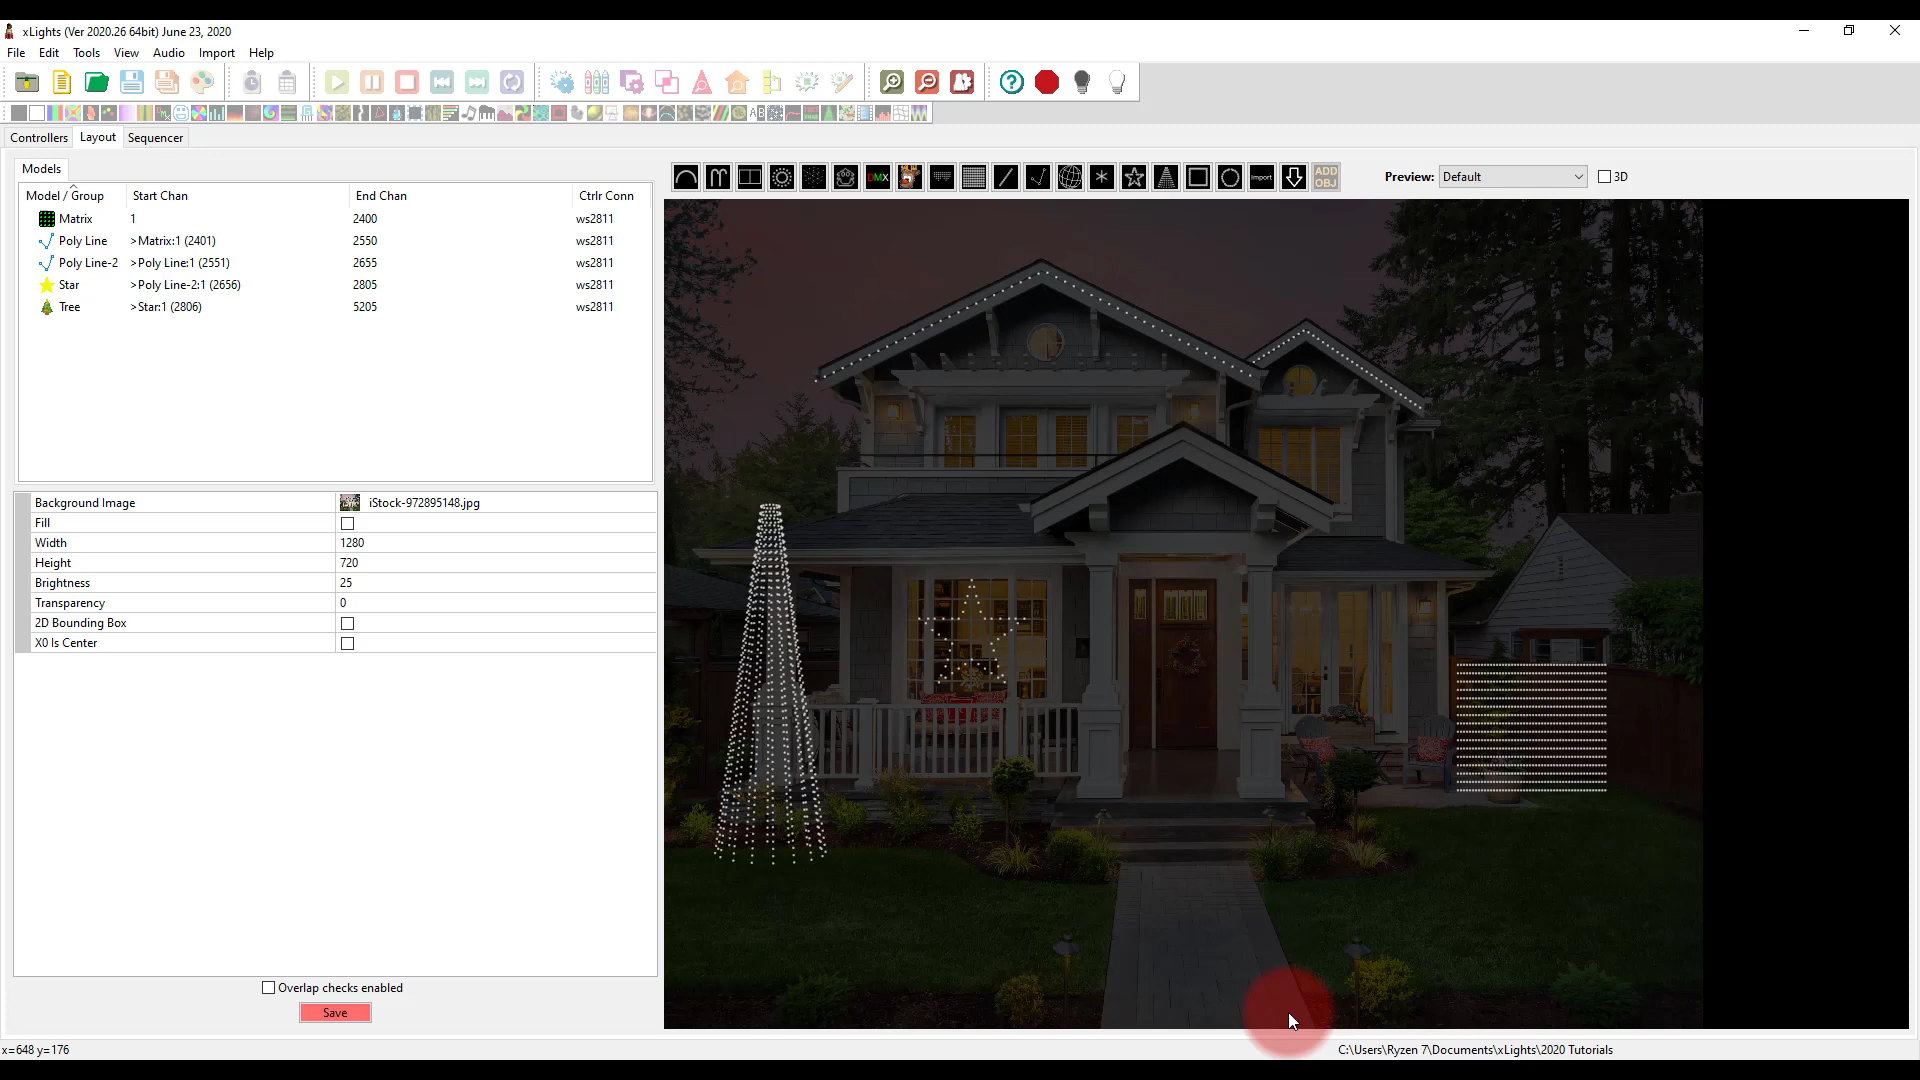 xLights (Ver 2020.26 64bit) June 23, 2020
File Edit Tools View Audio Import Help
Controllers Layout Sequencer
Models
Model / Group Start Chan End Chan Ctrlr Conn
Matrix 1 2400 ws2811
Poly Line >Matrix:1 (2401) 2550 ws2811
Poly Line-2 >Poly Line:1 (2551) 2655 ws2811
Star >Poly Line-2:1 (2656) 2805 ws2811
Tree >Star:1 (2806) 5205 ws2811
DMX Import ADD OBJ Preview: Default 3D
Background Image iStock-972895148.jpg
Fill
Width 1280
Height 720
Brightness 25
Transparency 0
2D Bounding Box
X0 Is Center
Overlap checks enabled
Save
x=648 y=176 C:\Users\Ryzen 7\Documents\xLights\2020 Tutorials